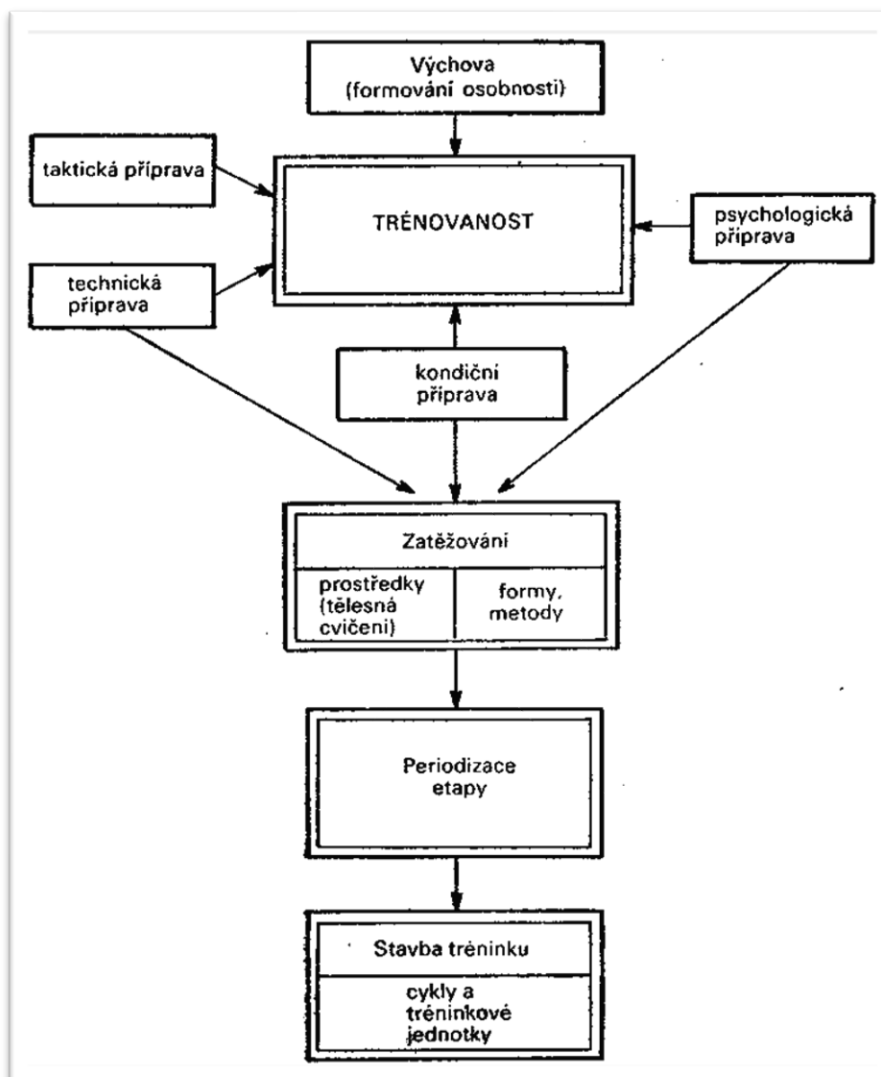 Výchova
(formování osobnosti)
taktická příprava
TRÉNOVANOST
psychologická
příprava
technická
příprava
kondiční
příprava
Zatěžování
prostředky
(tělesná
cvičeni)
formy,
metody
Periodizace
etapy
Stavba tréninku
cykly a
tréninkové
jednotky